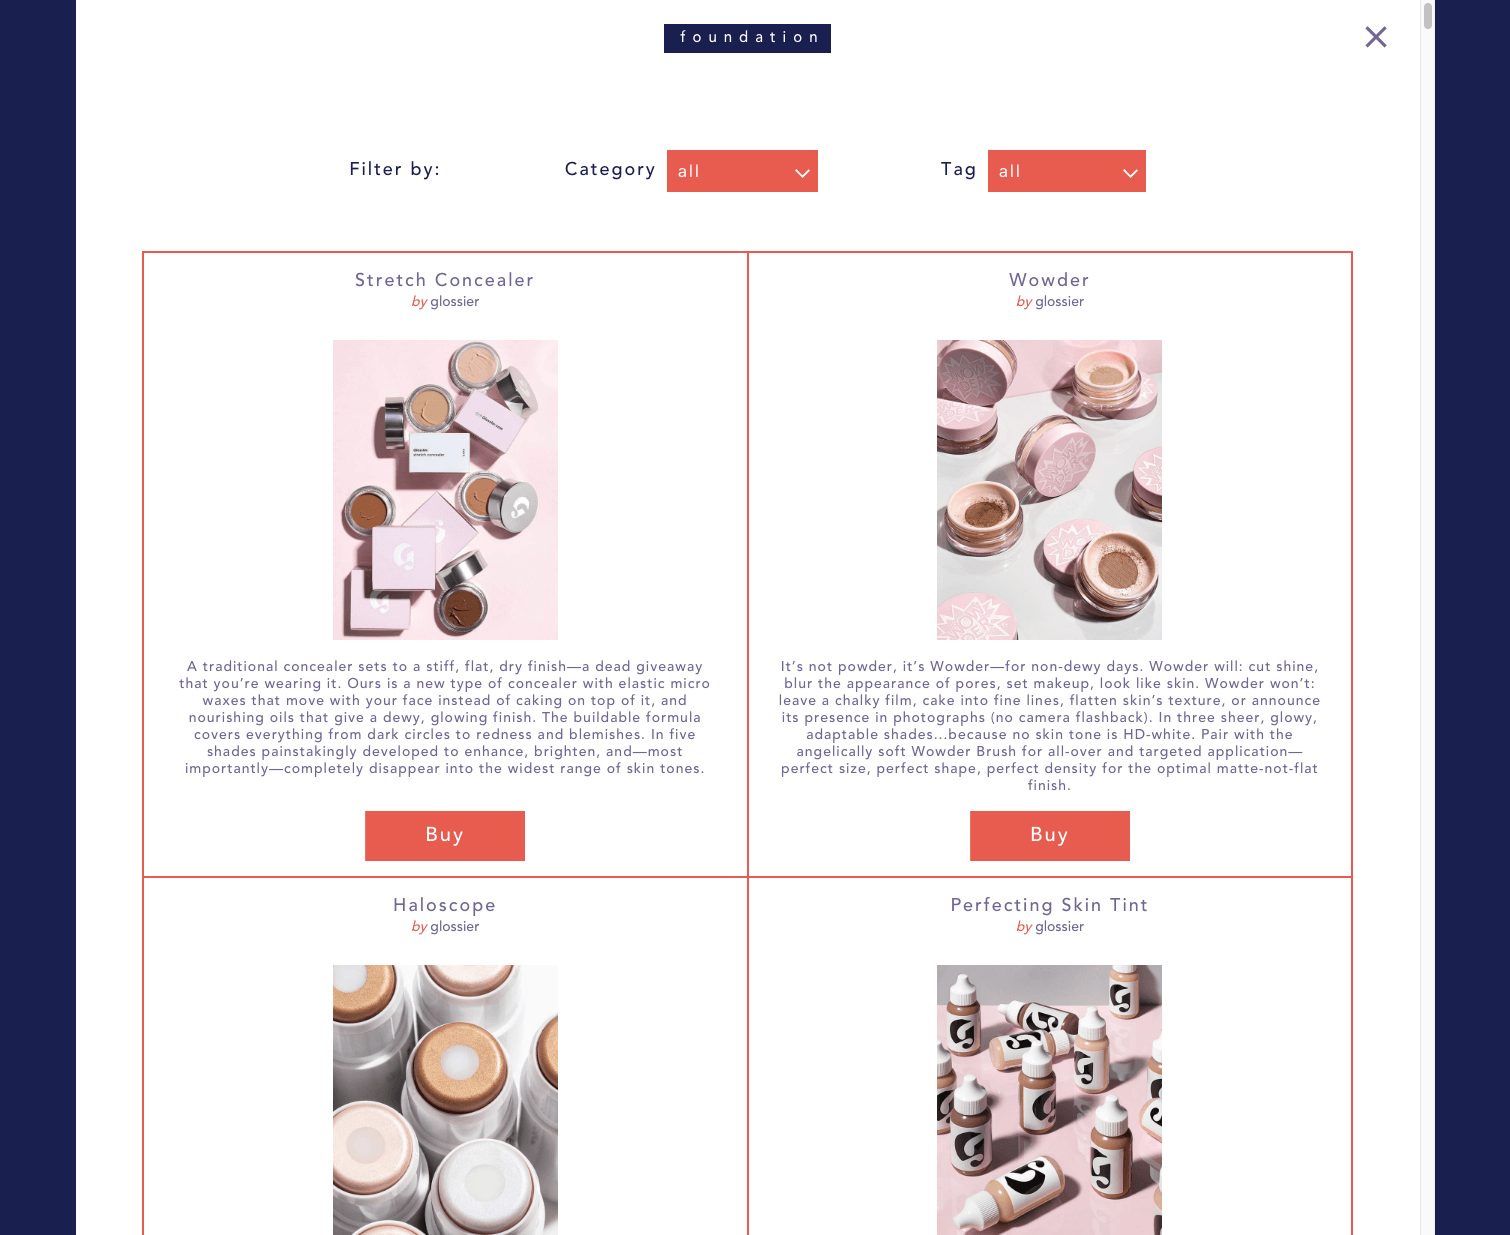 foundation
Filter by:
Category
all
Tag
all
Stretch Concealer
by glossier
A traditional concealer sets to a stiff, flat, dry finish—a dead giveaway
that you’re wearing it. Ours is a new type of concealer with elastic micro
waxes that move with your face instead of caking on top of it, and
nourishing oils that give a dewy, glowing finish. The buildable formula
covers everything from dark circles to redness and blemishes. In five
shades painstakingly developed to enhance, brighten, and—most
importantly—completely disappear into the widest range of skin tones.
Buy
Wowder
by glossier
It’s not powder, it’s Wowder—for non-dewy days. Wowder will: cut shine,
blur the appearance of pores, set makeup, look like skin. Wowder won’t:
leave a chalky film, cake into fine lines, flatten skin’s texture, or announce
its presence in photographs (no camera flashback). In three sheer, glowy,
adaptable shades...because no skin tone is HD-white. Pair with the
angelically soft Wowder Brush for all-over and targeted application—
perfect size, perfect shape, perfect density for the optimal matte-not-flat
finish.
Buy
Haloscope
by glossier
Perfecting Skin Tint
by glossier